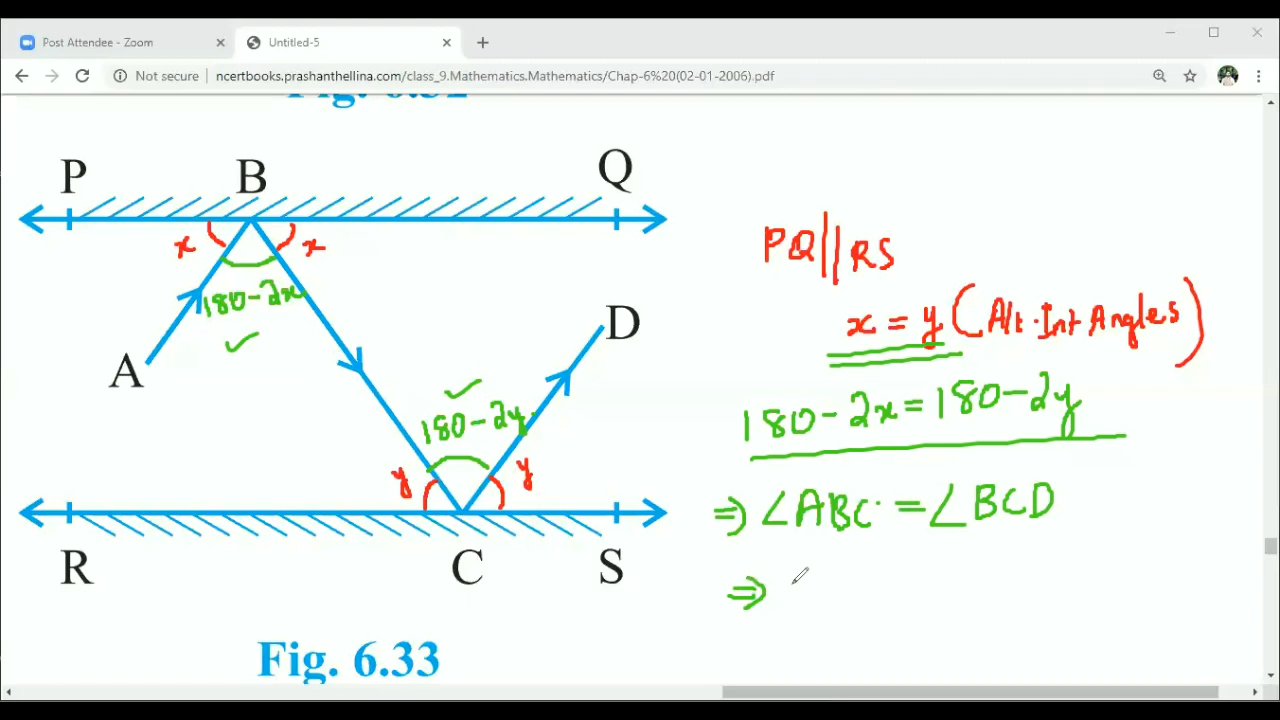 Post Attendee - Zoom
Untitled-5
Not secure
ncertbooks.prashanthellina.com/class_9.Mathematics.Mathematics/Chap-6%20(02-01-2006).pdf
P B Q
x x
180-2x
A
D
180-2y
y y
R C S
Fig. 6.33
PQ||RS
x = y (Alt.Int Angles)
180-2x=180-2y
⇒ ∠ABC = ∠BCD
⇒